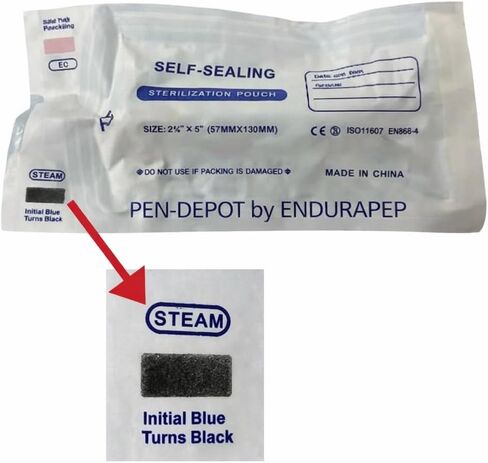 EO
SELF-SEALING
STERILIZATION POUCH
SIZE: 2¼" X 5" (57MMX130MM)
CE ISO11607 EN868-4
DO NOT USE IF PACKING IS DAMAGED
MADE IN CHINA
STEAM
Initial Blue
Turns Black
PEN-DEPOT by ENDURAPEP
STEAM
Initial Blue
Turns Black